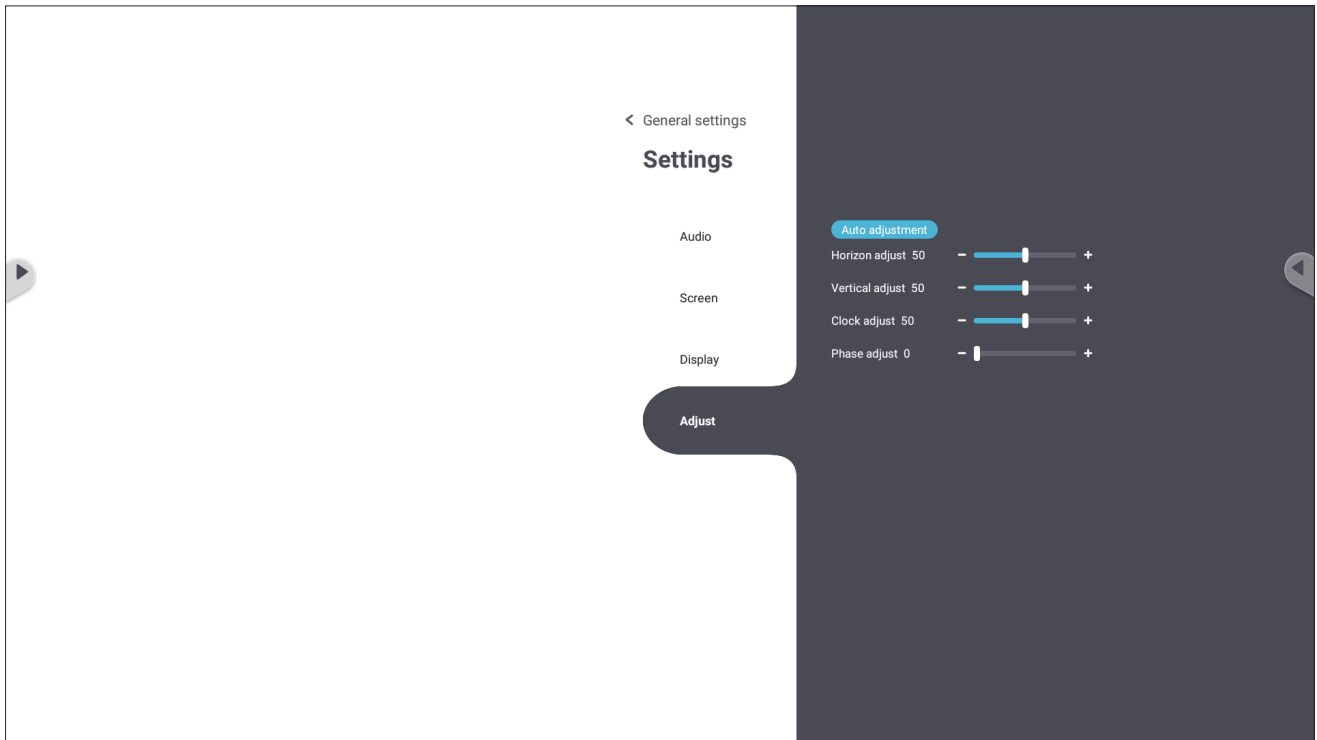 General settings
Settings
Audio
Screen
Display
Adjust
Auto adjustment
Horizon adjust 50
Vertical adjust 50
Clock adjust 50
Phase adjust 0